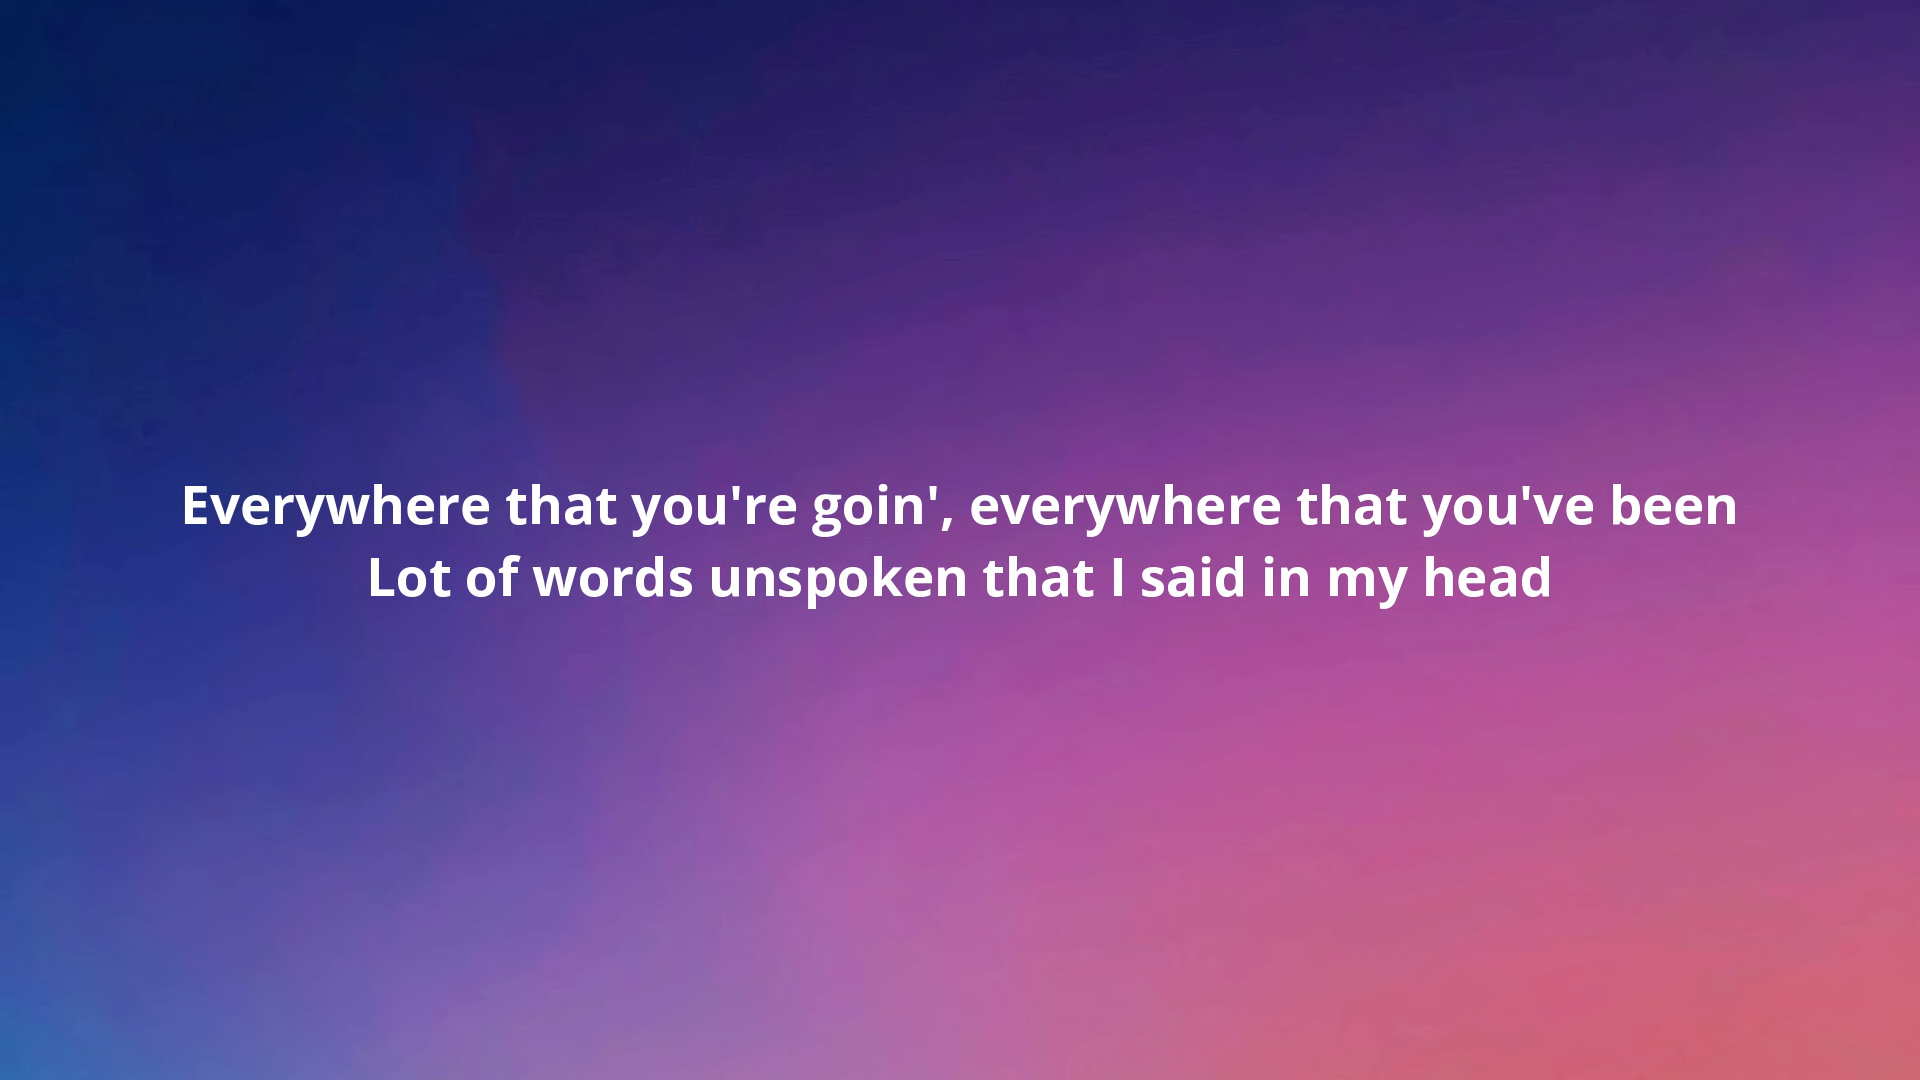 Everywhere that you're goin', everywhere that you've been
Lot of words unspoken that I said in my head